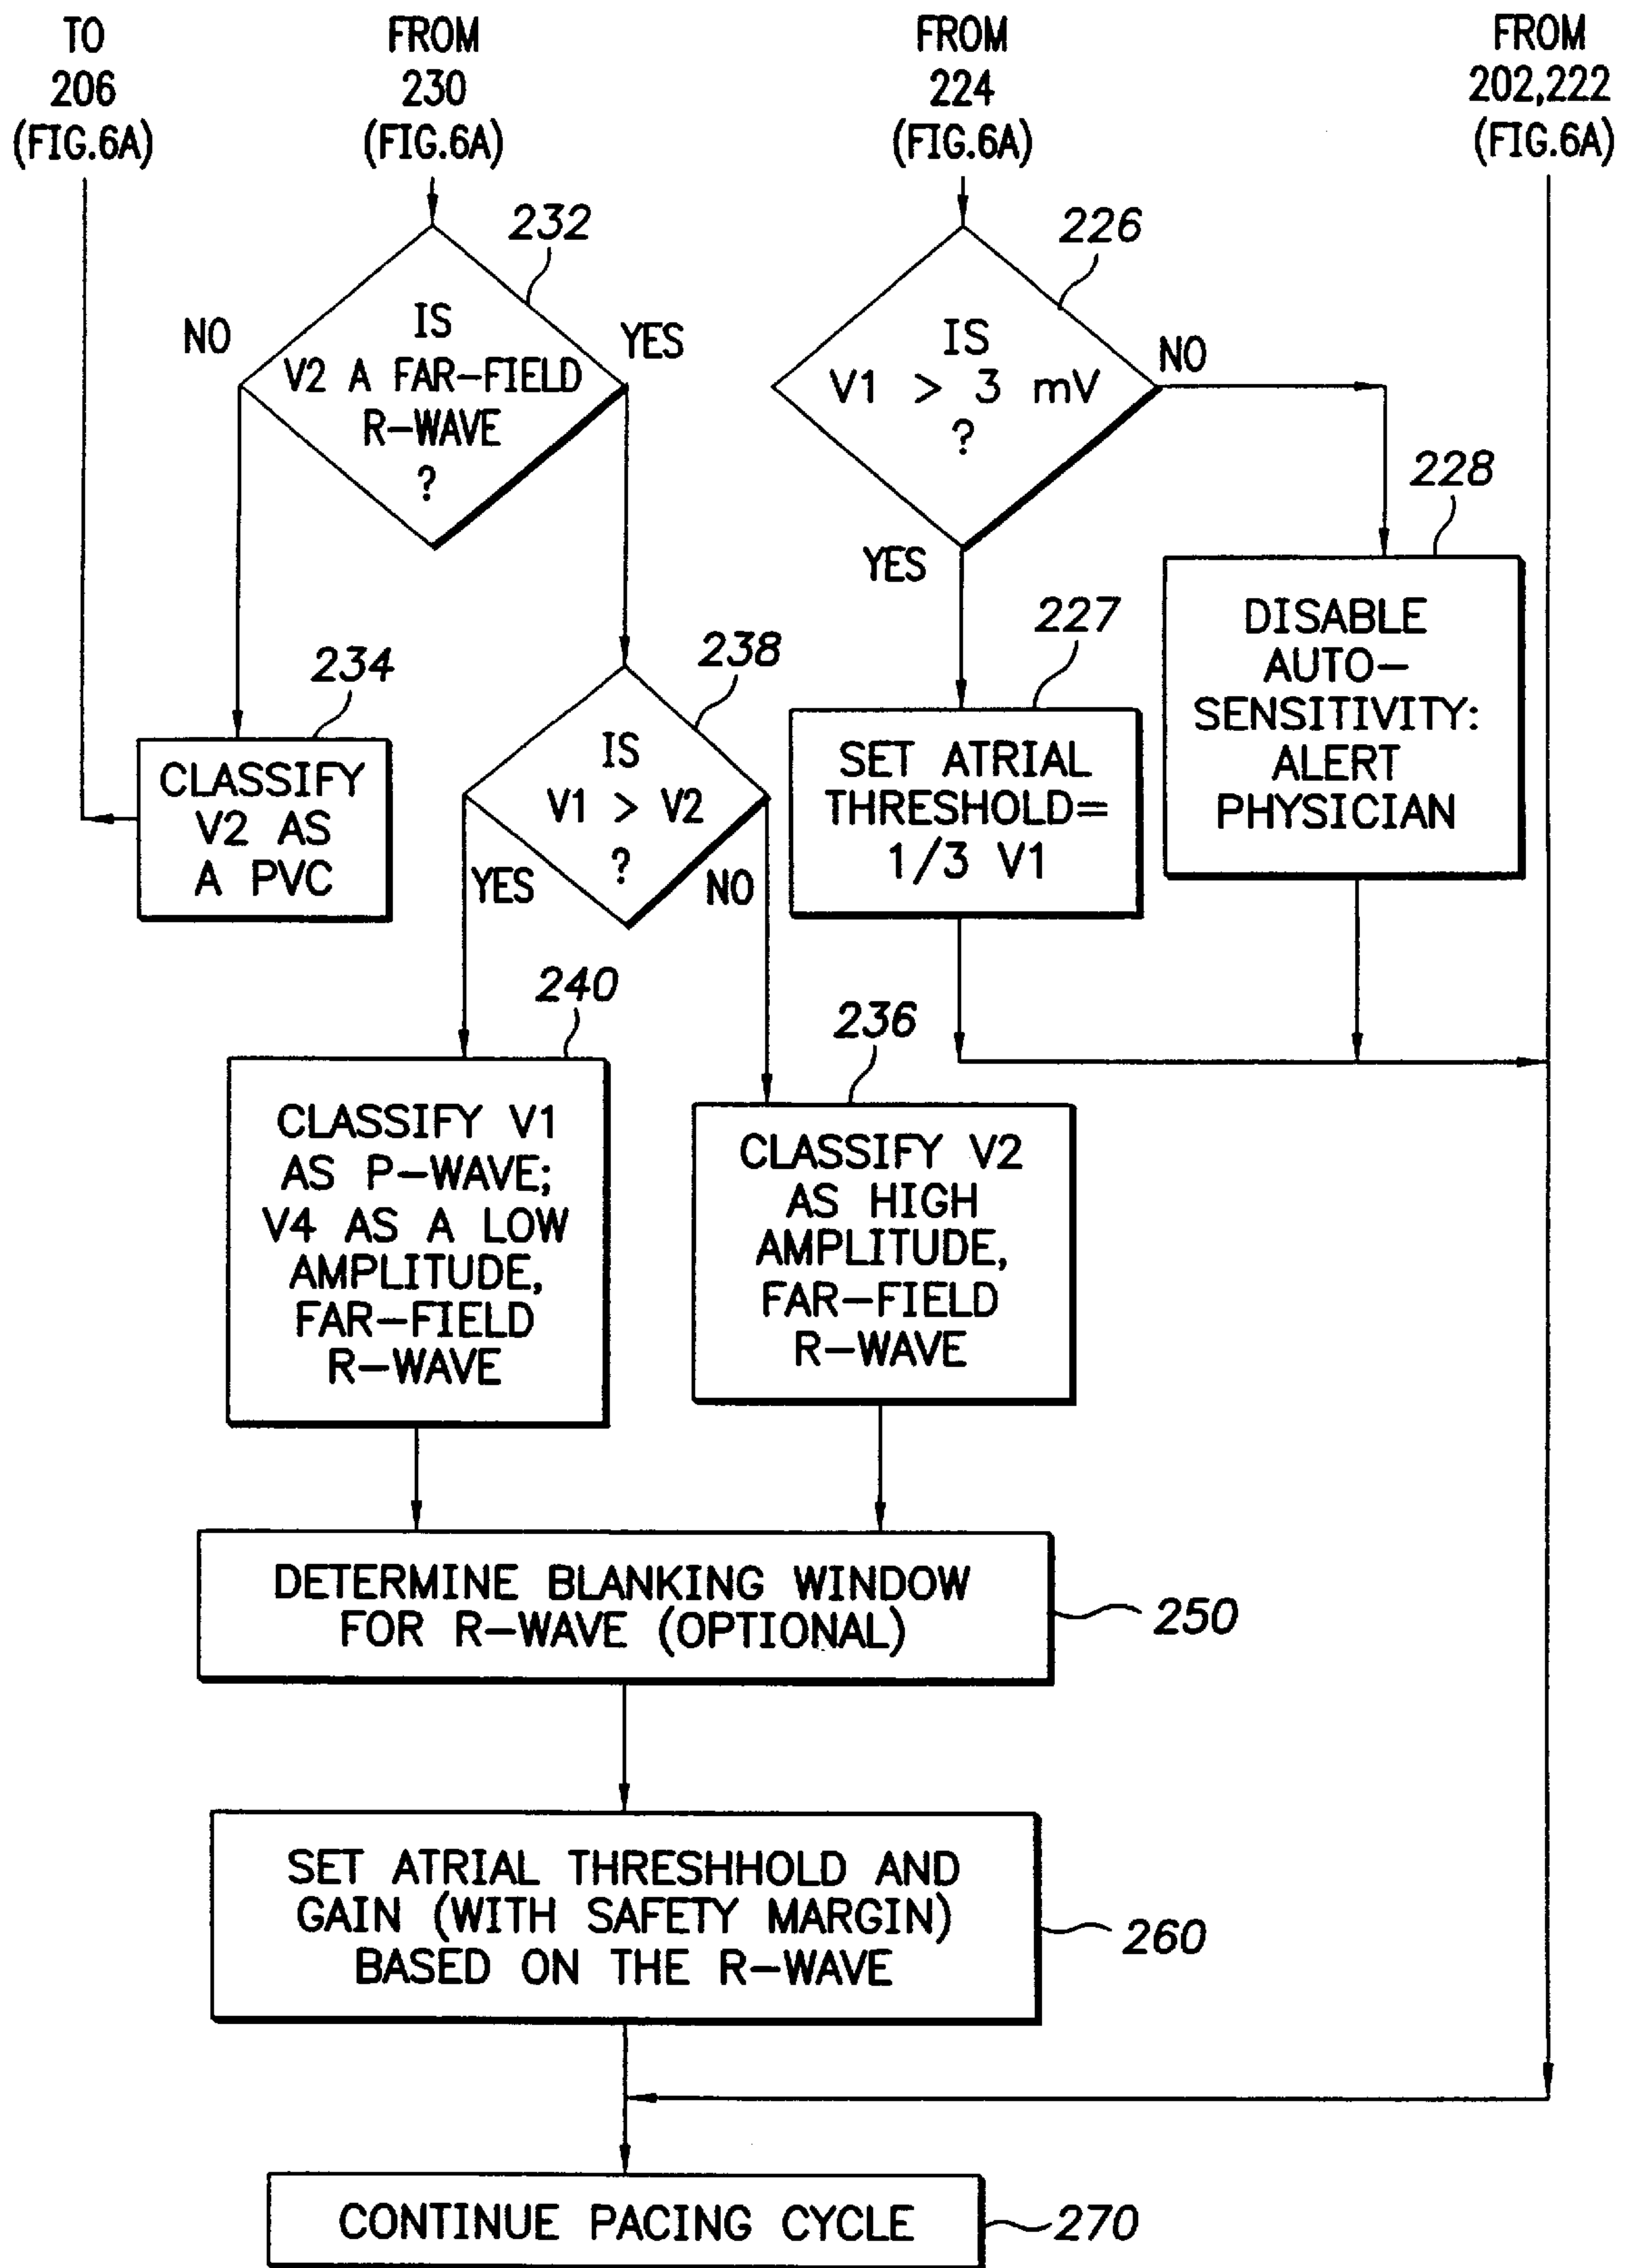 TO
206
(FIG.6A)
FROM
230
(FIG.6A)
FROM
224
(FIG.6A)
FROM
202,222
(FIG.6A)
232
IS
V2 A FAR-FIELD
R-WAVE
?
NO
YES
226
IS
V1 > 3 mV
?
NO
YES
228
DISABLE
AUTO-
SENSITIVITY:
ALERT
PHYSICIAN
227
SET ATRIAL
THRESHOLD=
1/3 V1
234
CLASSIFY
V2 AS
A PVC
238
IS
V1 > V2
?
YES
NO
240
CLASSIFY V1
AS P-WAVE;
V4 AS A LOW
AMPLITUDE,
FAR-FIELD
R-WAVE
236
CLASSIFY V2
AS HIGH
AMPLITUDE,
FAR-FIELD
R-WAVE
DETERMINE BLANKING WINDOW
FOR R-WAVE (OPTIONAL)
250
SET ATRIAL THRESHHOLD AND
GAIN (WITH SAFETY MARGIN)
BASED ON THE R-WAVE
260
CONTINUE PACING CYCLE
270